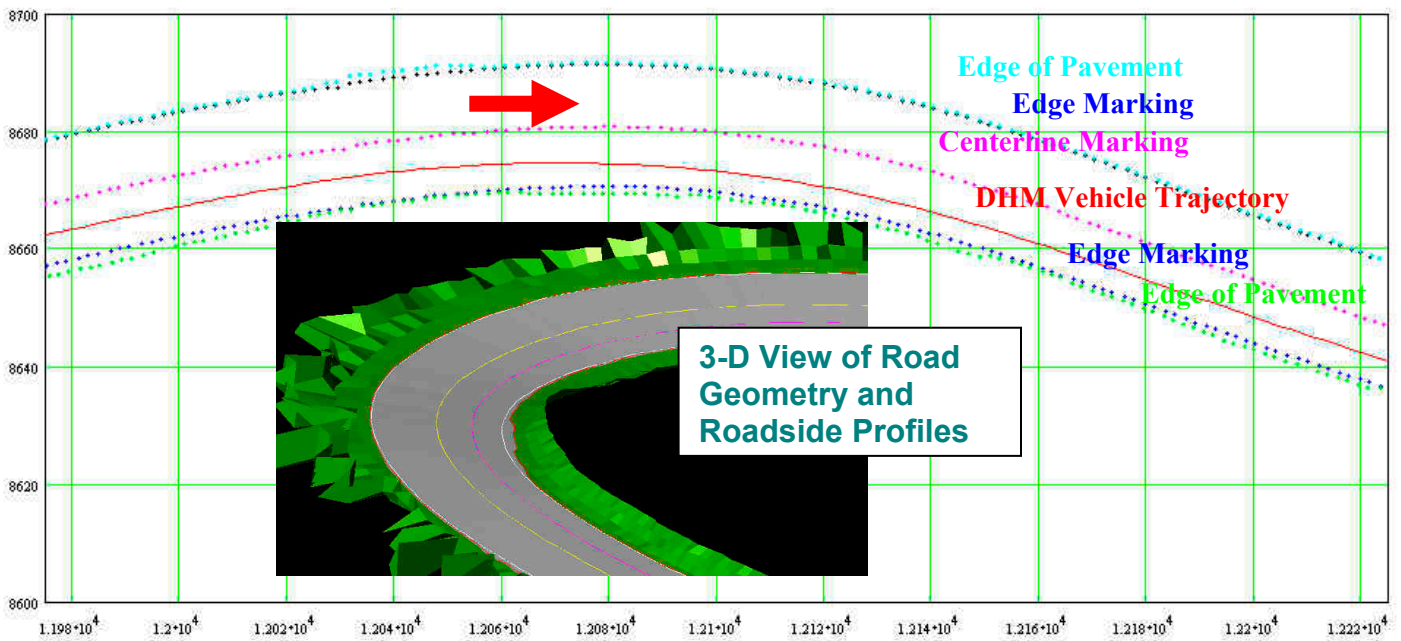 8700
Edge of Pavement
Edge Marking
8680
Centerline Marking
DHM Vehicle Trajectory
8660
Edge Marking
Edge of Pavement
3-D View of Road
Geometry and
Roadside Profiles
8640
8620
8600
1.198*10^4 1.2*10^4 1.202*10^4 1.204*10^4 1.206*10^4 1.208*10^4 1.21*10^4 1.212*10^4 1.214*10^4 1.216*10^4 1.218*10^4 1.22*10^4 1.222*10^4